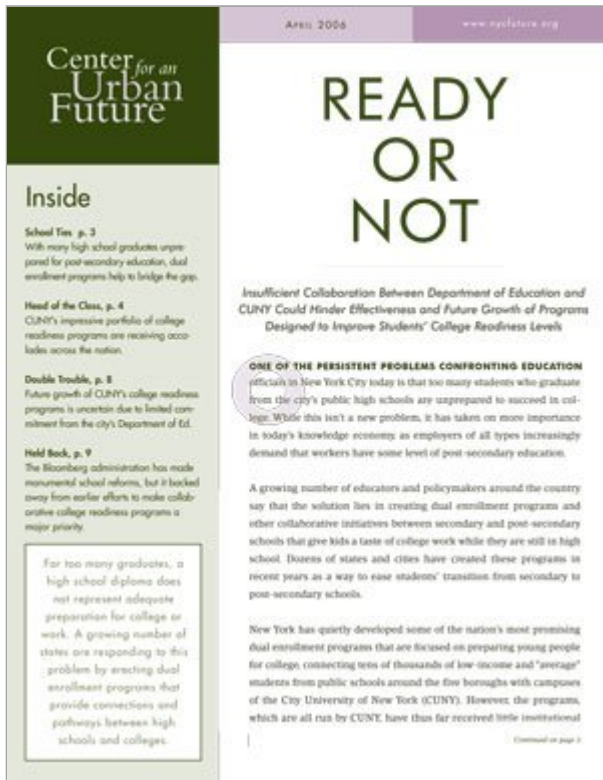 Center for an
Urban
Future
APRIL 2006
www.nycfuture.org
READY
OR
NOT
Insufficient Collaboration Between Department of Education and
CUNY Could Hinder Effectiveness and Future Growth of Programs
Designed to Improve Students' College Readiness Levels
Inside
School Ties p. 3
With many high school graduates unpre-
pared for post-secondary education, dual
enrollment programs help to bridge the gap.
Head of the Class, p. 4
CUNY's impressive portfolio of college
readiness programs are receiving acco-
lades across the nation.
Double Trouble, p. 8
Future growth of CUNY's college readiness
programs is uncertain due to limited com-
mitment from the city's Department of Ed.
Held Back, p. 9
The Bloomberg administration has made
monumental school reforms, but it backed
away from earlier efforts to make collab-
orative college readiness programs a
major priority.
For too many graduates, a
high school diploma does
not represent adequate
preparation for college or
work. A growing number of
states are responding to this
problem by erecting dual
enrollment programs that
provide connections and
pathways between high
schools and colleges.
ONE OF THE PERSISTENT PROBLEMS CONFRONTING EDUCATION
officials in New York City today is that too many students who graduate
from the city's public high schools are unprepared to succeed in col-
lege. While this isn't a new problem, it has taken on more importance
in today's knowledge economy, as employers of all types increasingly
demand that workers have some level of post-secondary education.
A growing number of educators and policymakers around the country
say that the solution lies in creating dual enrollment programs and
other collaborative initiatives between secondary and post-secondary
schools that give kids a taste of college work while they are still in high
school. Dozens of states and cities have created these programs in
recent years as a way to ease students' transition from secondary to
post-secondary schools.
New York has quietly developed some of the nation's most promising
dual enrollment programs that are focused on preparing young people
for college, connecting tens of thousands of low-income and "average"
students from public schools around the five boroughs with campuses
of the City University of New York (CUNY). However, the programs,
which are all run by CUNY, have thus far received little institutional
Continued on page 2